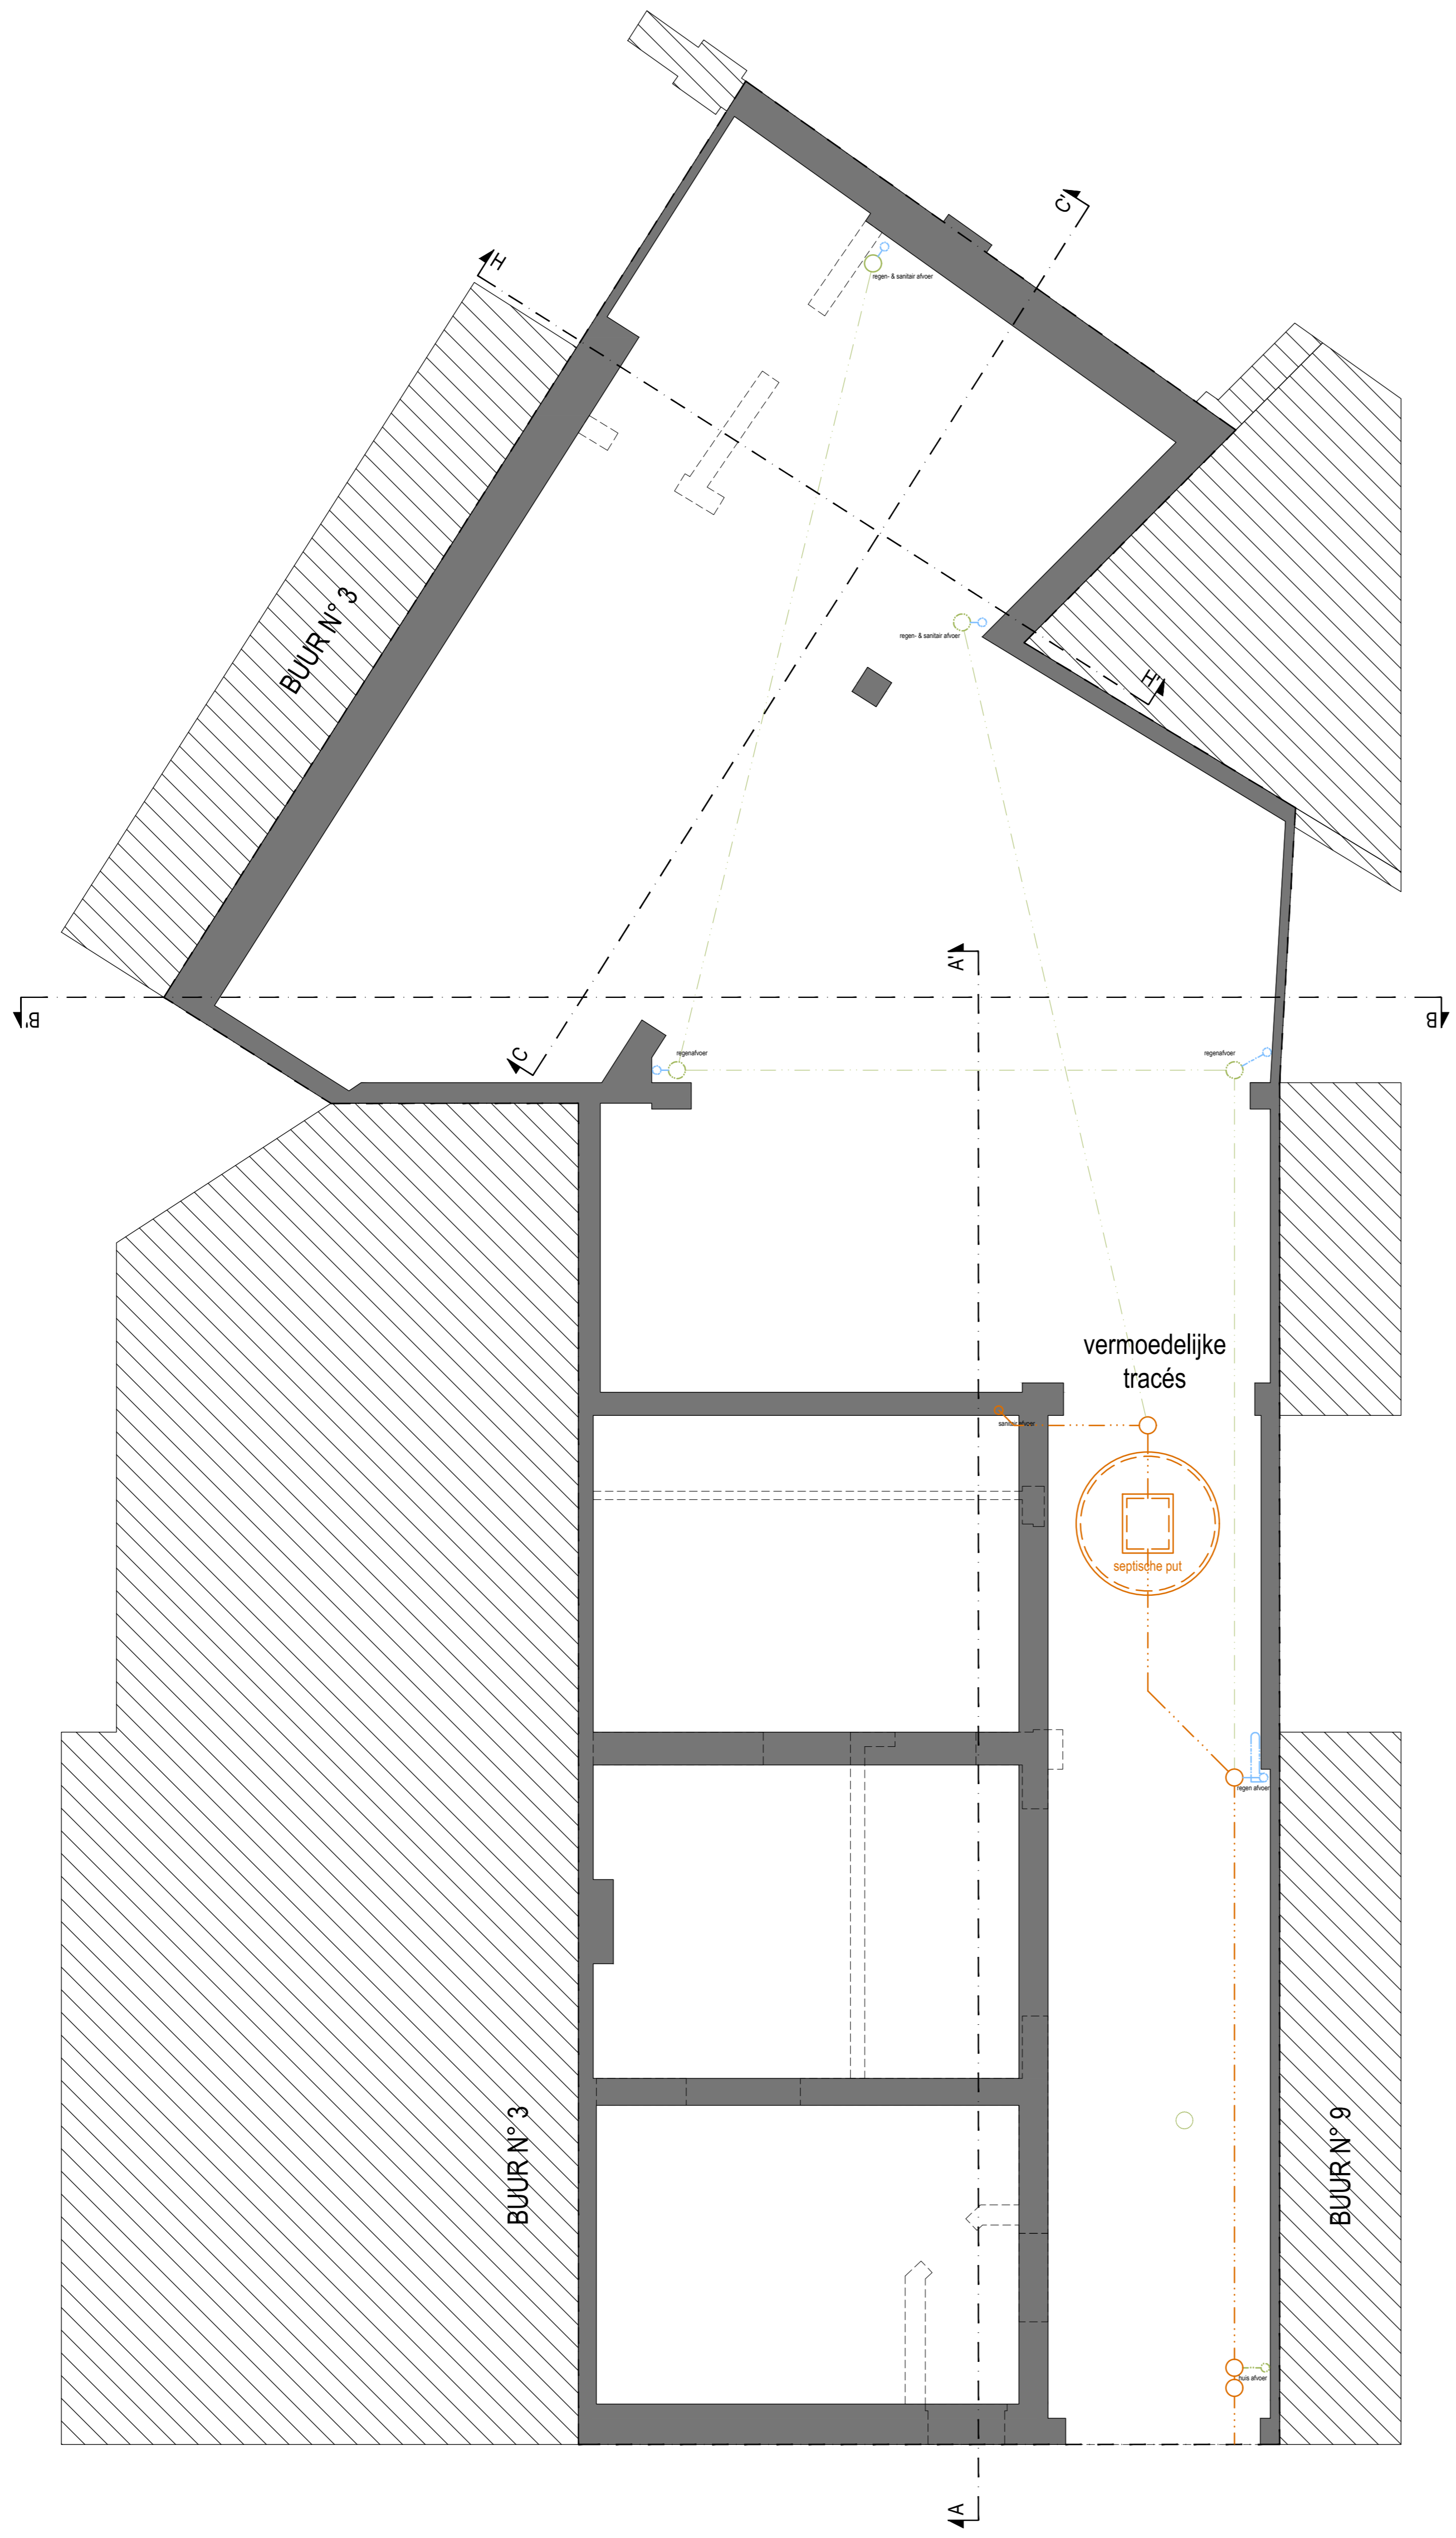 C'
H
regen- & sanitair afvoer
BUUR N° 3
regen- & sanitair afvoer
H'
A'
B'
B
C
regenafvoer
regenafvoer
vermoedelijke
tracés
sanitair afvoer
septische put
regen afvoer
BUUR N° 3
BUUR N° 9
huis afvoer
A